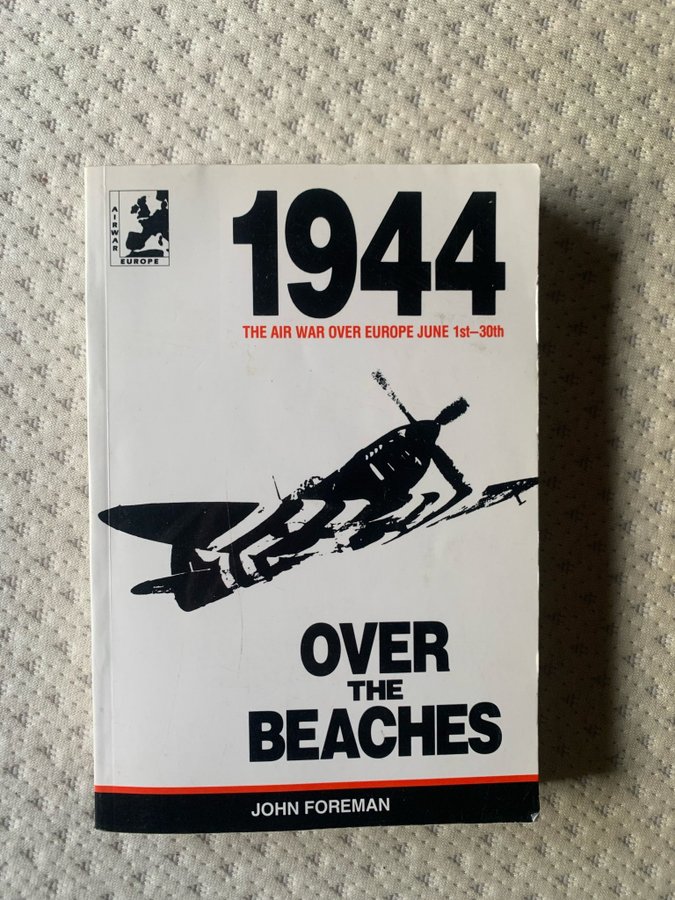 AIRWAR
EUROPE
1944
THE AIR WAR OVER EUROPE JUNE 1st–30th
OVER
THE
BEACHES
JOHN FOREMAN